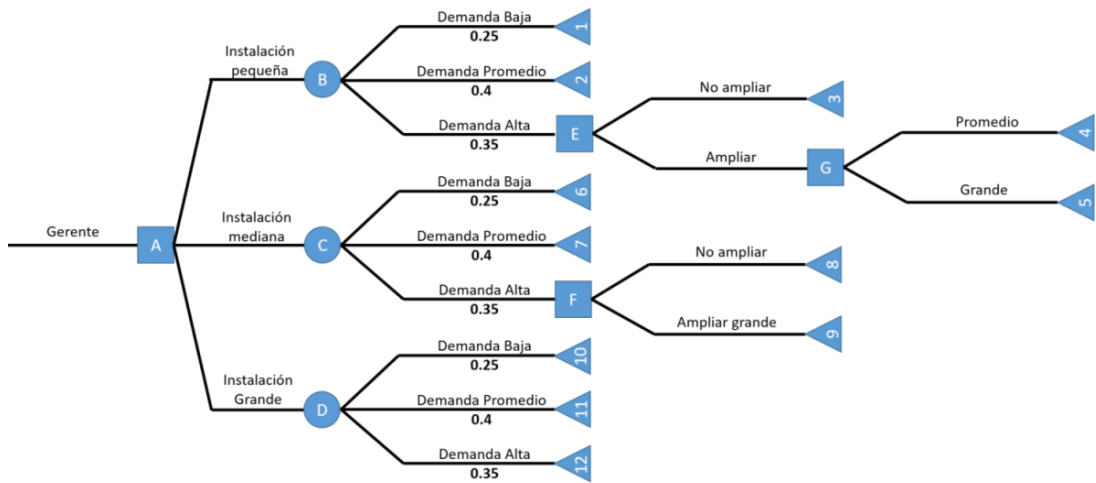 Gerente
A
Instalación
pequeña
B
Demanda Baja
0.25
1
Demanda Promedio
0.4
2
Demanda Alta
0.35
E
No ampliar
3
Ampliar
G
Promedio
4
Grande
5
Instalación
mediana
C
Demanda Baja
0.25
6
Demanda Promedio
0.4
7
Demanda Alta
0.35
F
No ampliar
8
Ampliar grande
9
Instalación
Grande
D
Demanda Baja
0.25
10
Demanda Promedio
0.4
11
Demanda Alta
0.35
12